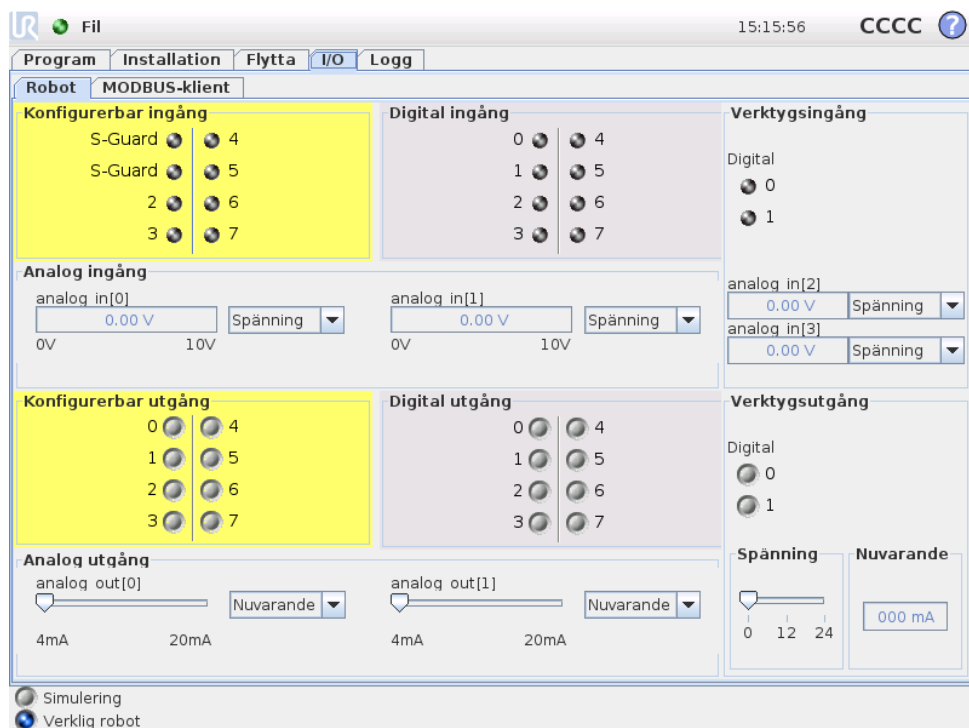 UR Fil 15:15:56 CCCC ?
Program Installation Flytta I/O Logg
Robot MODBUS-klient
Konfigurerbar ingång
S-Guard 4
S-Guard 5
2 6
3 7
Digital ingång
0 4
1 5
2 6
3 7
Verktygsingång
Digital
0
1
Analog ingång
analog in[0]
0.00 V Spänning
0V 10V
analog in[1]
0.00 V Spänning
0V 10V
analog in[2]
0.00 V Spänning
analog in[3]
0.00 V Spänning
Konfigurerbar utgång
0 4
1 5
2 6
3 7
Digital utgång
0 4
1 5
2 6
3 7
Verktygsutgång
Digital
0
1
Analog utgång
analog out[0]
Nuvarande
4mA 20mA
analog out[1]
Nuvarande
4mA 20mA
Spänning
0 12 24
Nuvarande
000 mA
Simulering
Verklig robot